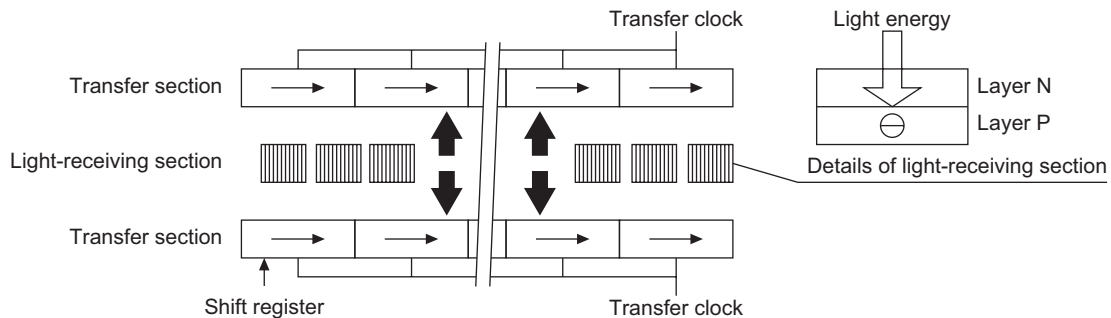 Transfer clock
Light energy
Transfer section
Layer N
Layer P
Light-receiving section
Details of light-receiving section
Transfer section
Shift register
Transfer clock